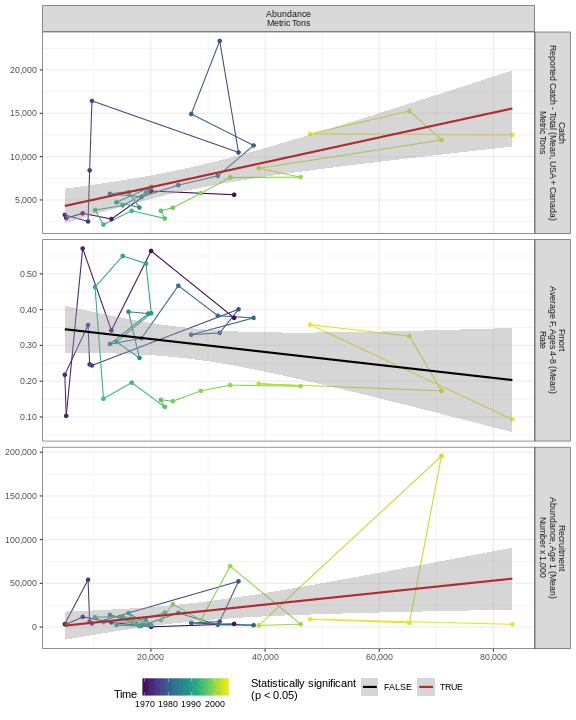 Abundance
Metric Tons
20,000
15,000
10,000
5,000
Catch
Reported Catch - Total (Mean, USA + Canada)
Metric Tons
0.50
0.40
0.30
0.20
0.10
Fmort
Average F, Ages 4-8 (Mean)
Rate
200,000
150,000
100,000
50,000
0
Recruitment
Abundance, Age 1 (Mean)
Number x 1,000
20,000 40,000 60,000 80,000
Time
1970 1980 1990 2000
Statistically significant
(p < 0.05)
FALSE TRUE